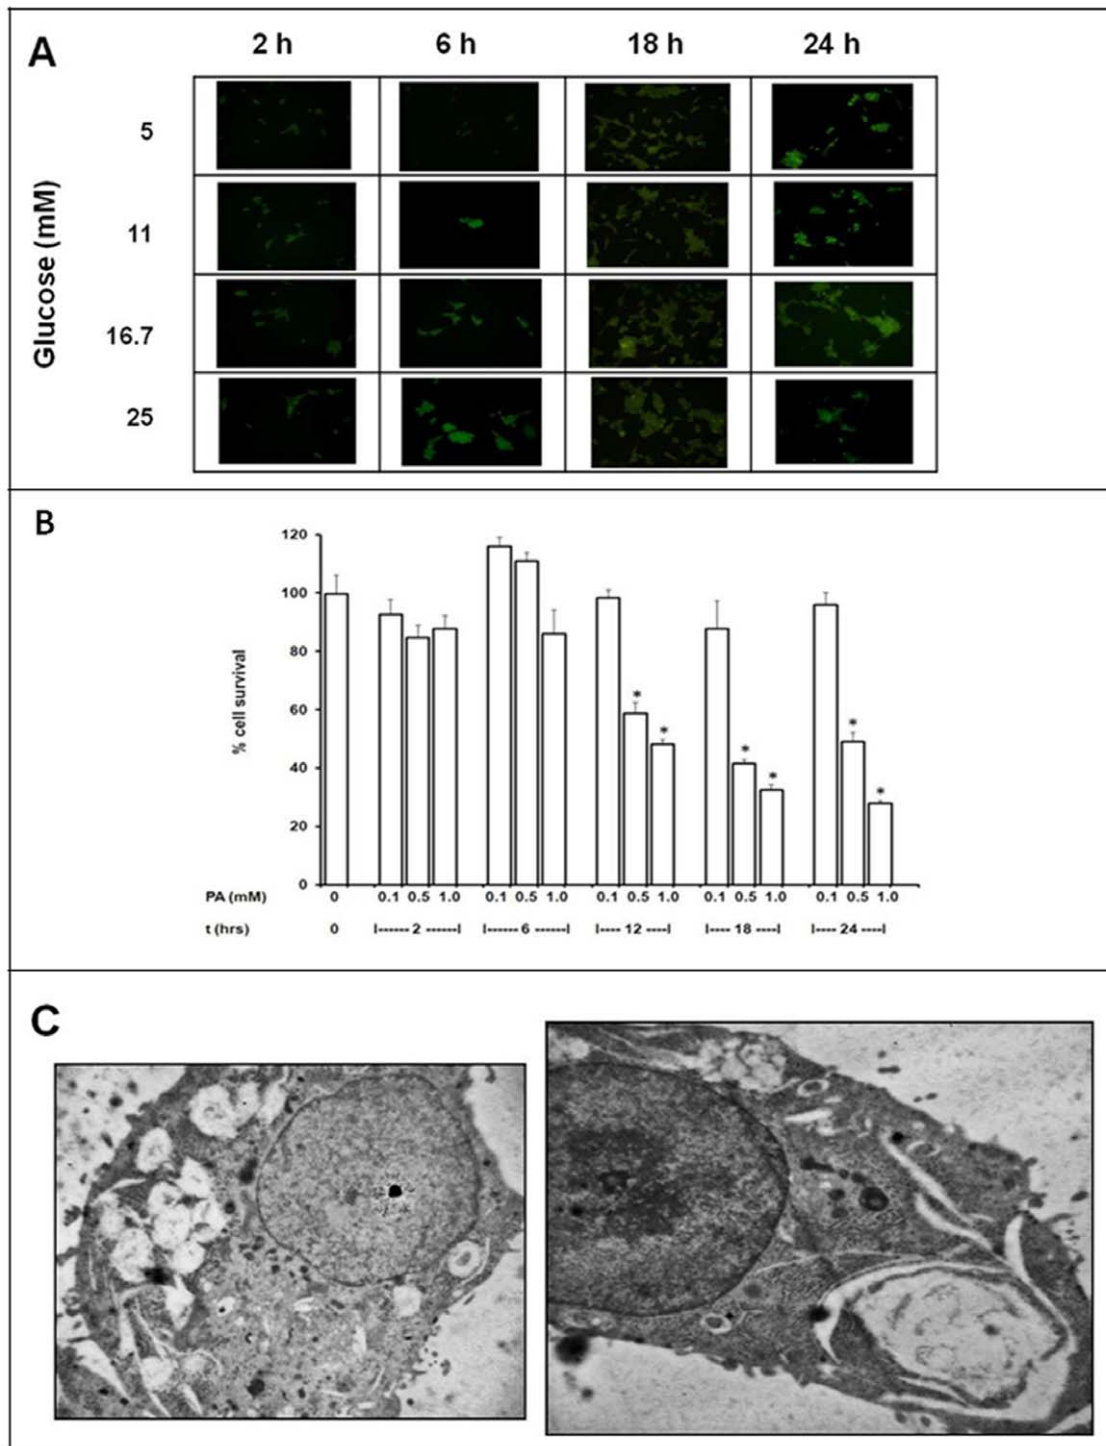 A
2 h 6 h 18 h 24 h
Glucose (mM)
5
11
16.7
25
B
% cell survival
120
100
80
60
40
20
0
* * * * * *
PA (mM) 0 0.1 0.5 1.0 0.1 0.5 1.0 0.1 0.5 1.0 0.1 0.5 1.0 0.1 0.5 1.0
t (hrs) 0 I------ 2 ------I I------ 6 ------I I---- 12 ----I I---- 18 ----I I---- 24 ----I
C